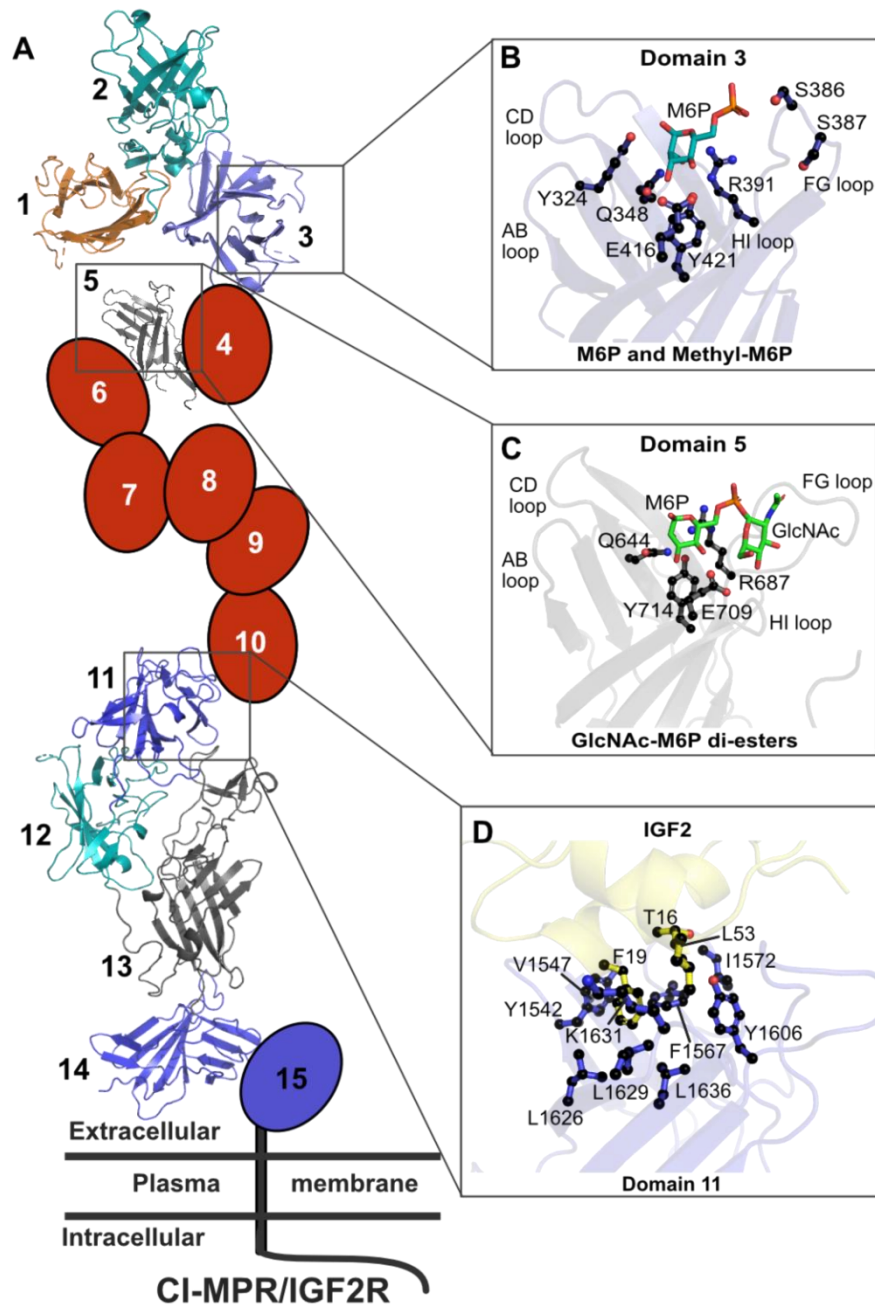 A
2
1
3
5
4
6
7
8
9
10
11
12
13
14
15
Extracellular
Plasma membrane
Intracellular
CI-MPR/IGF2R
B
Domain 3
S386
M6P
CD
loop
S387
Y324
R391
FG loop
Q348
AB
loop
E416
HI loop
Y421
M6P and Methyl-M6P
C
Domain 5
FG loop
CD
loop
M6P
GlcNAc
Q644
AB
loop
R687
Y714
E709
HI loop
GlcNAc-M6P di-esters
D
IGF2
T16
L53
V1547
F19
I1572
Y1542
K1631
Y1606
F1567
L1629
L1636
L1626
Domain 11